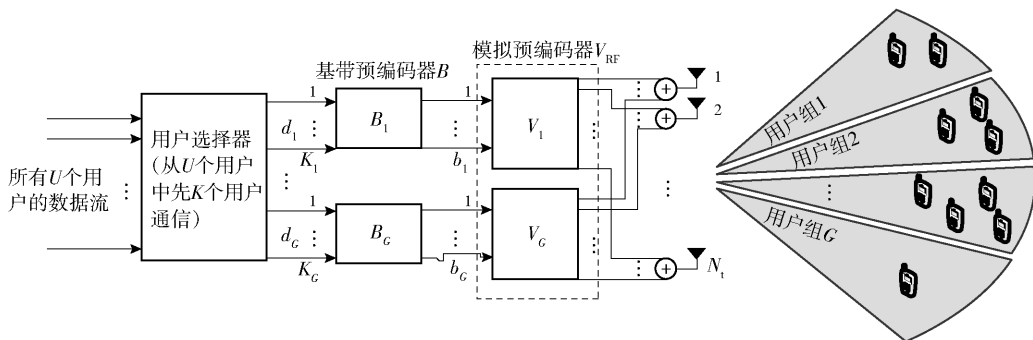 模拟预编码器V_RF
基带预编码器B
所有U个用
户的数据流
⋮
用户选择器
(从U个用户
中先K个用户
通信)
1
d_1 ⋮
K_1
⋮
1
d_G ⋮
K_G
B_1
B_G
1
⋮
b_1
1
⋮
b_G
V_1
V_G
1
2
⋮
N_t
用户组1
用户组2
⋯
用户组G